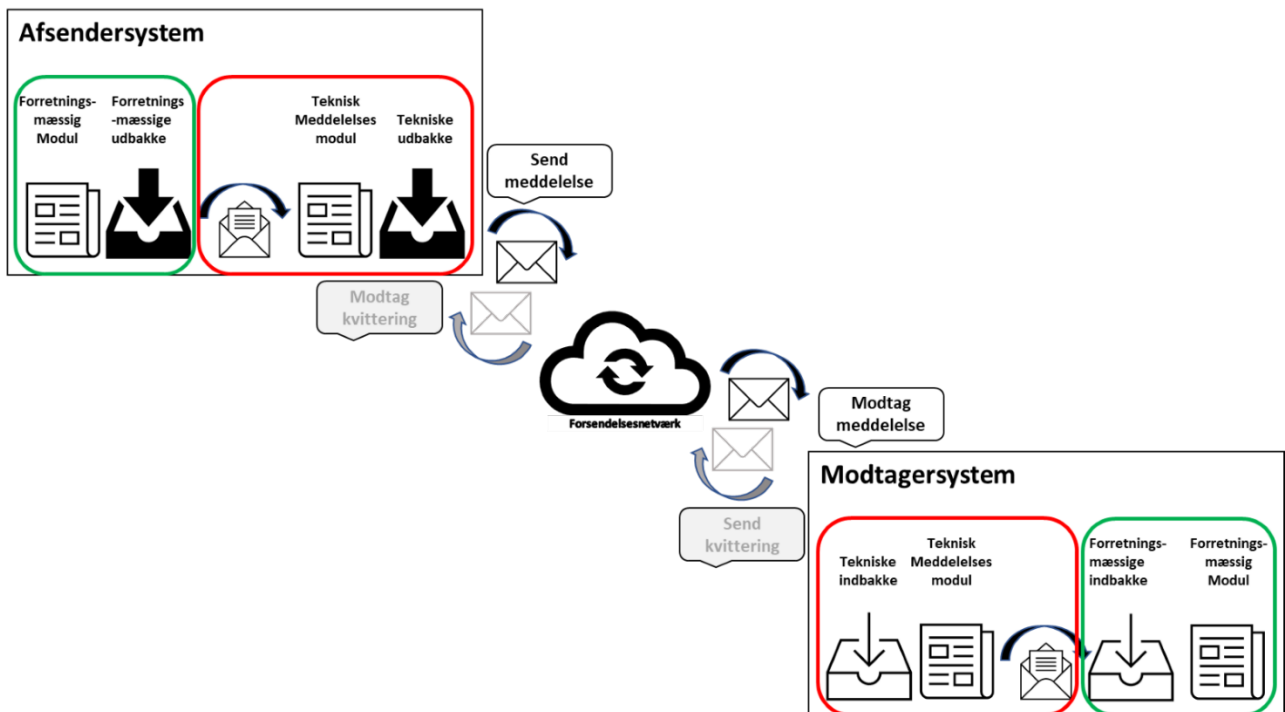 Afsendersystem
Forretnings-
mæssig
Modul
Forretnings
-mæssige
udbakke
Teknisk
Meddelelses
modul
Tekniske
udbakke
Send
meddelelse
Modtag
kvittering
Forsendelsesnetværk
Modtag
meddelelse
Send
kvittering
Modtagersystem
Tekniske
indbakke
Teknisk
Meddelelses
modul
Forretnings-
mæssige
indbakke
Forretnings-
mæssig
Modul